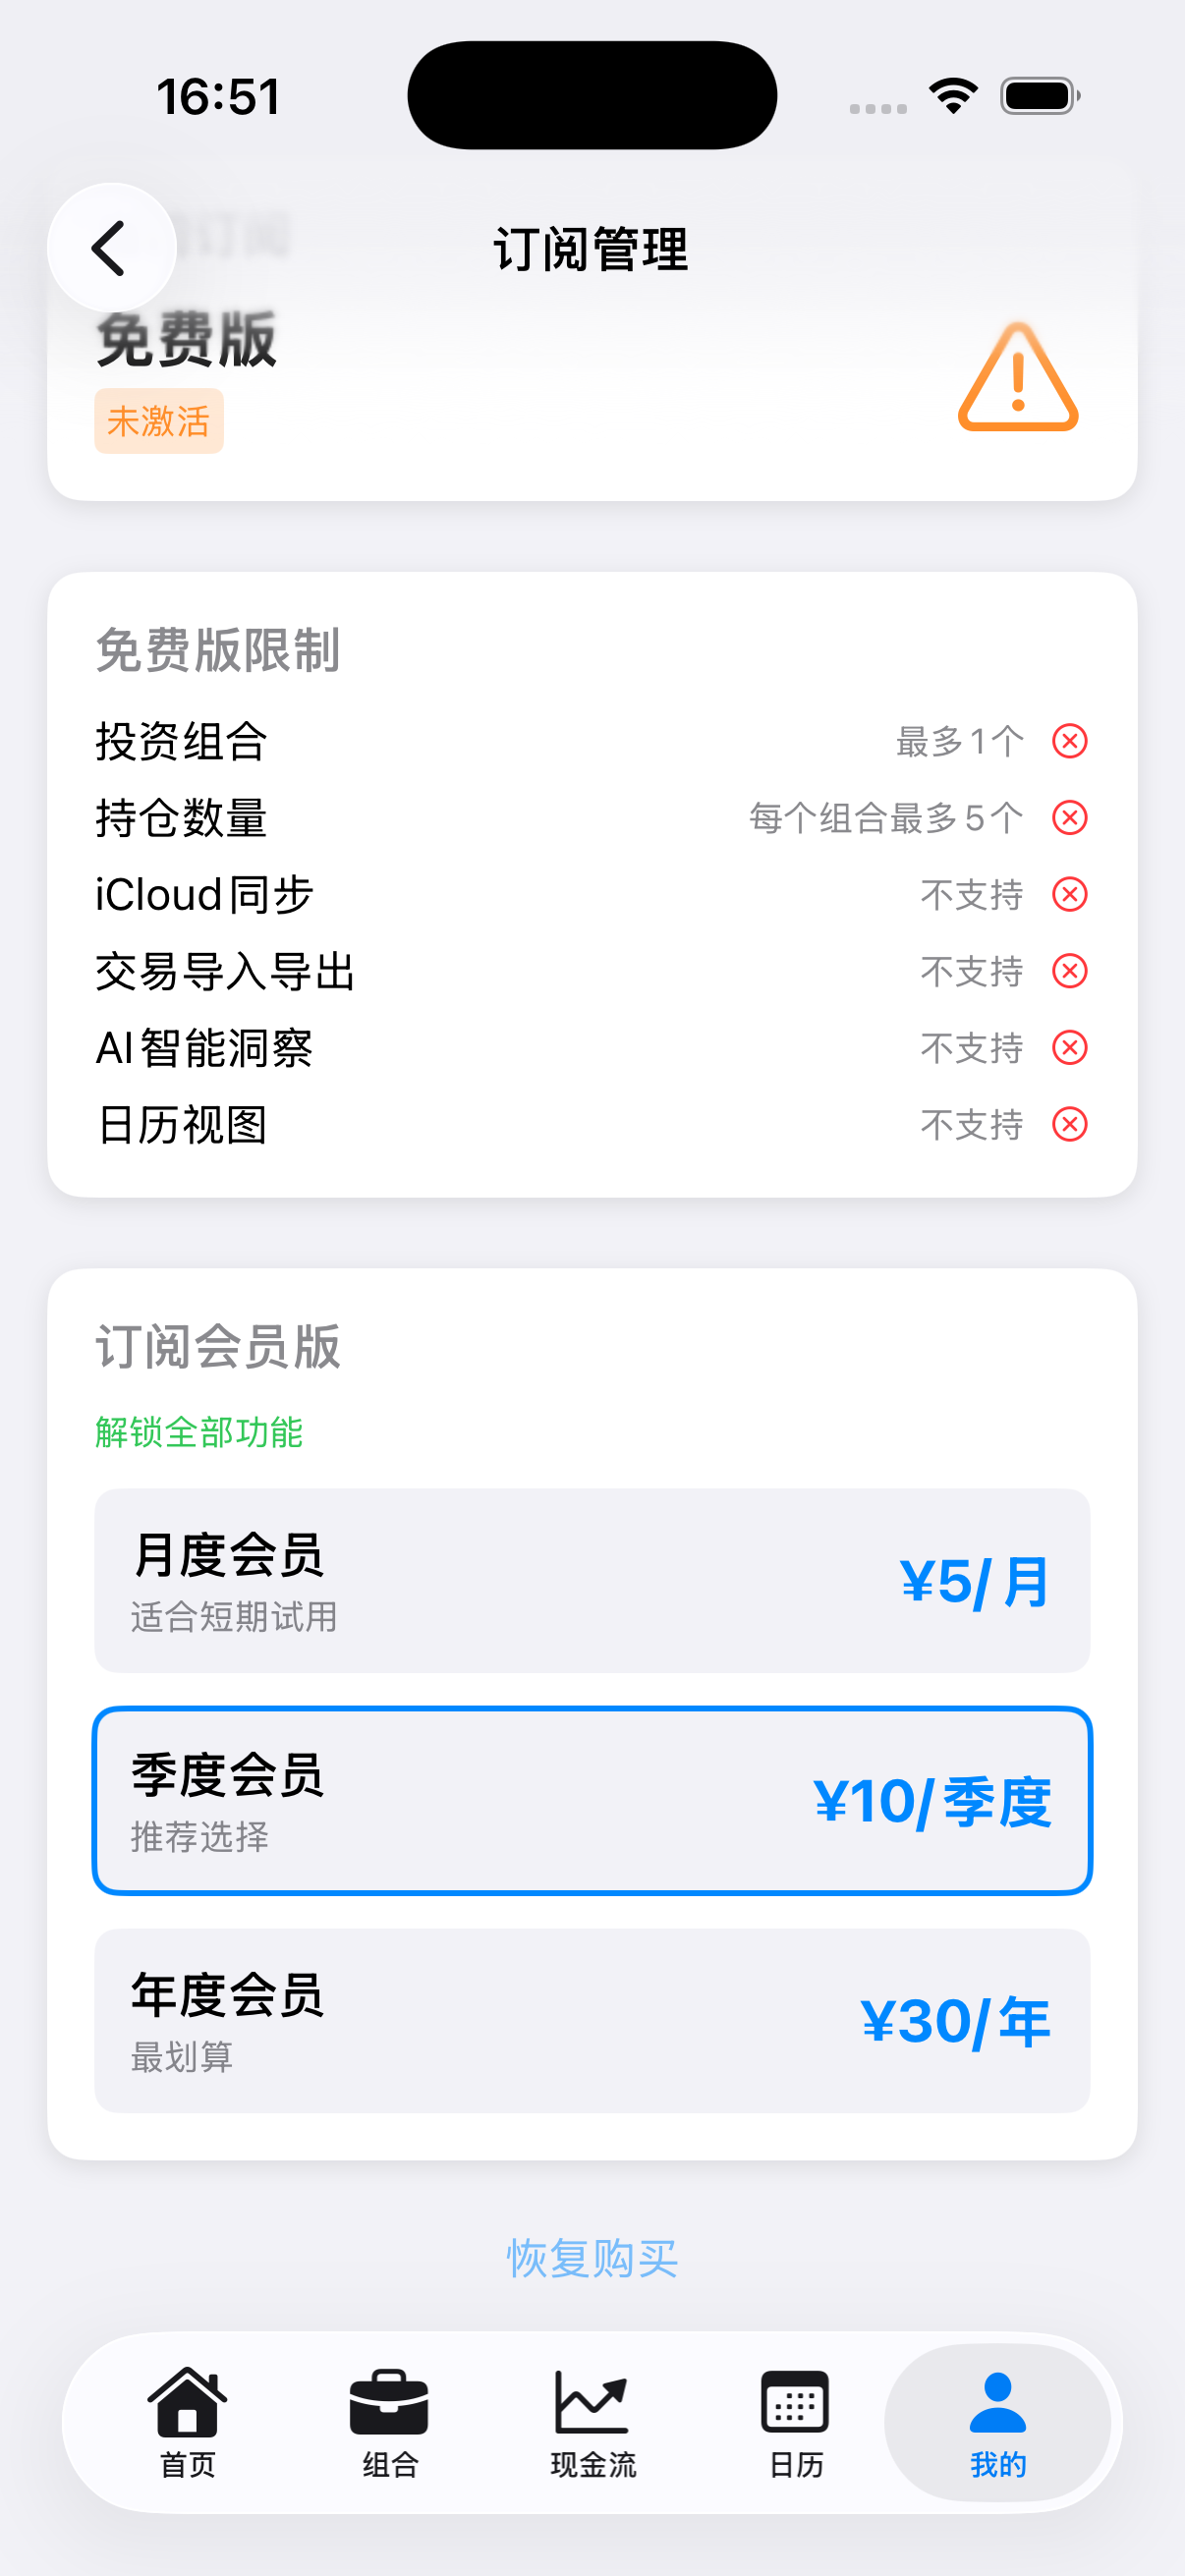 16:51
订阅
订阅管理
免费版
未激活
免费版限制
投资组合 最多1个
持仓数量 每个组合最多5个
iCloud同步 不支持
交易导入导出 不支持
AI智能洞察 不支持
日历视图 不支持
订阅会员版
解锁全部功能
月度会员
¥5/月
适合短期试用
季度会员
¥10/季度
推荐选择
年度会员
¥30/年
最划算
恢复购买
首页 组合 现金流 日历 我的